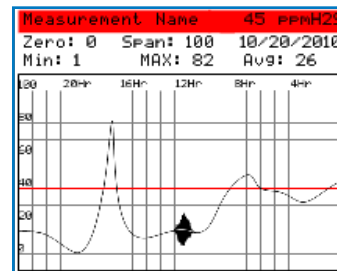 Measurement Name 45 ppmH2S
Zero: 0 Span: 100 10/20/2010
Min: 1 MAX: 82 Avg: 26
100 20Hr 16Hr 12Hr 8Hr 4Hr
80
60
40
20
0